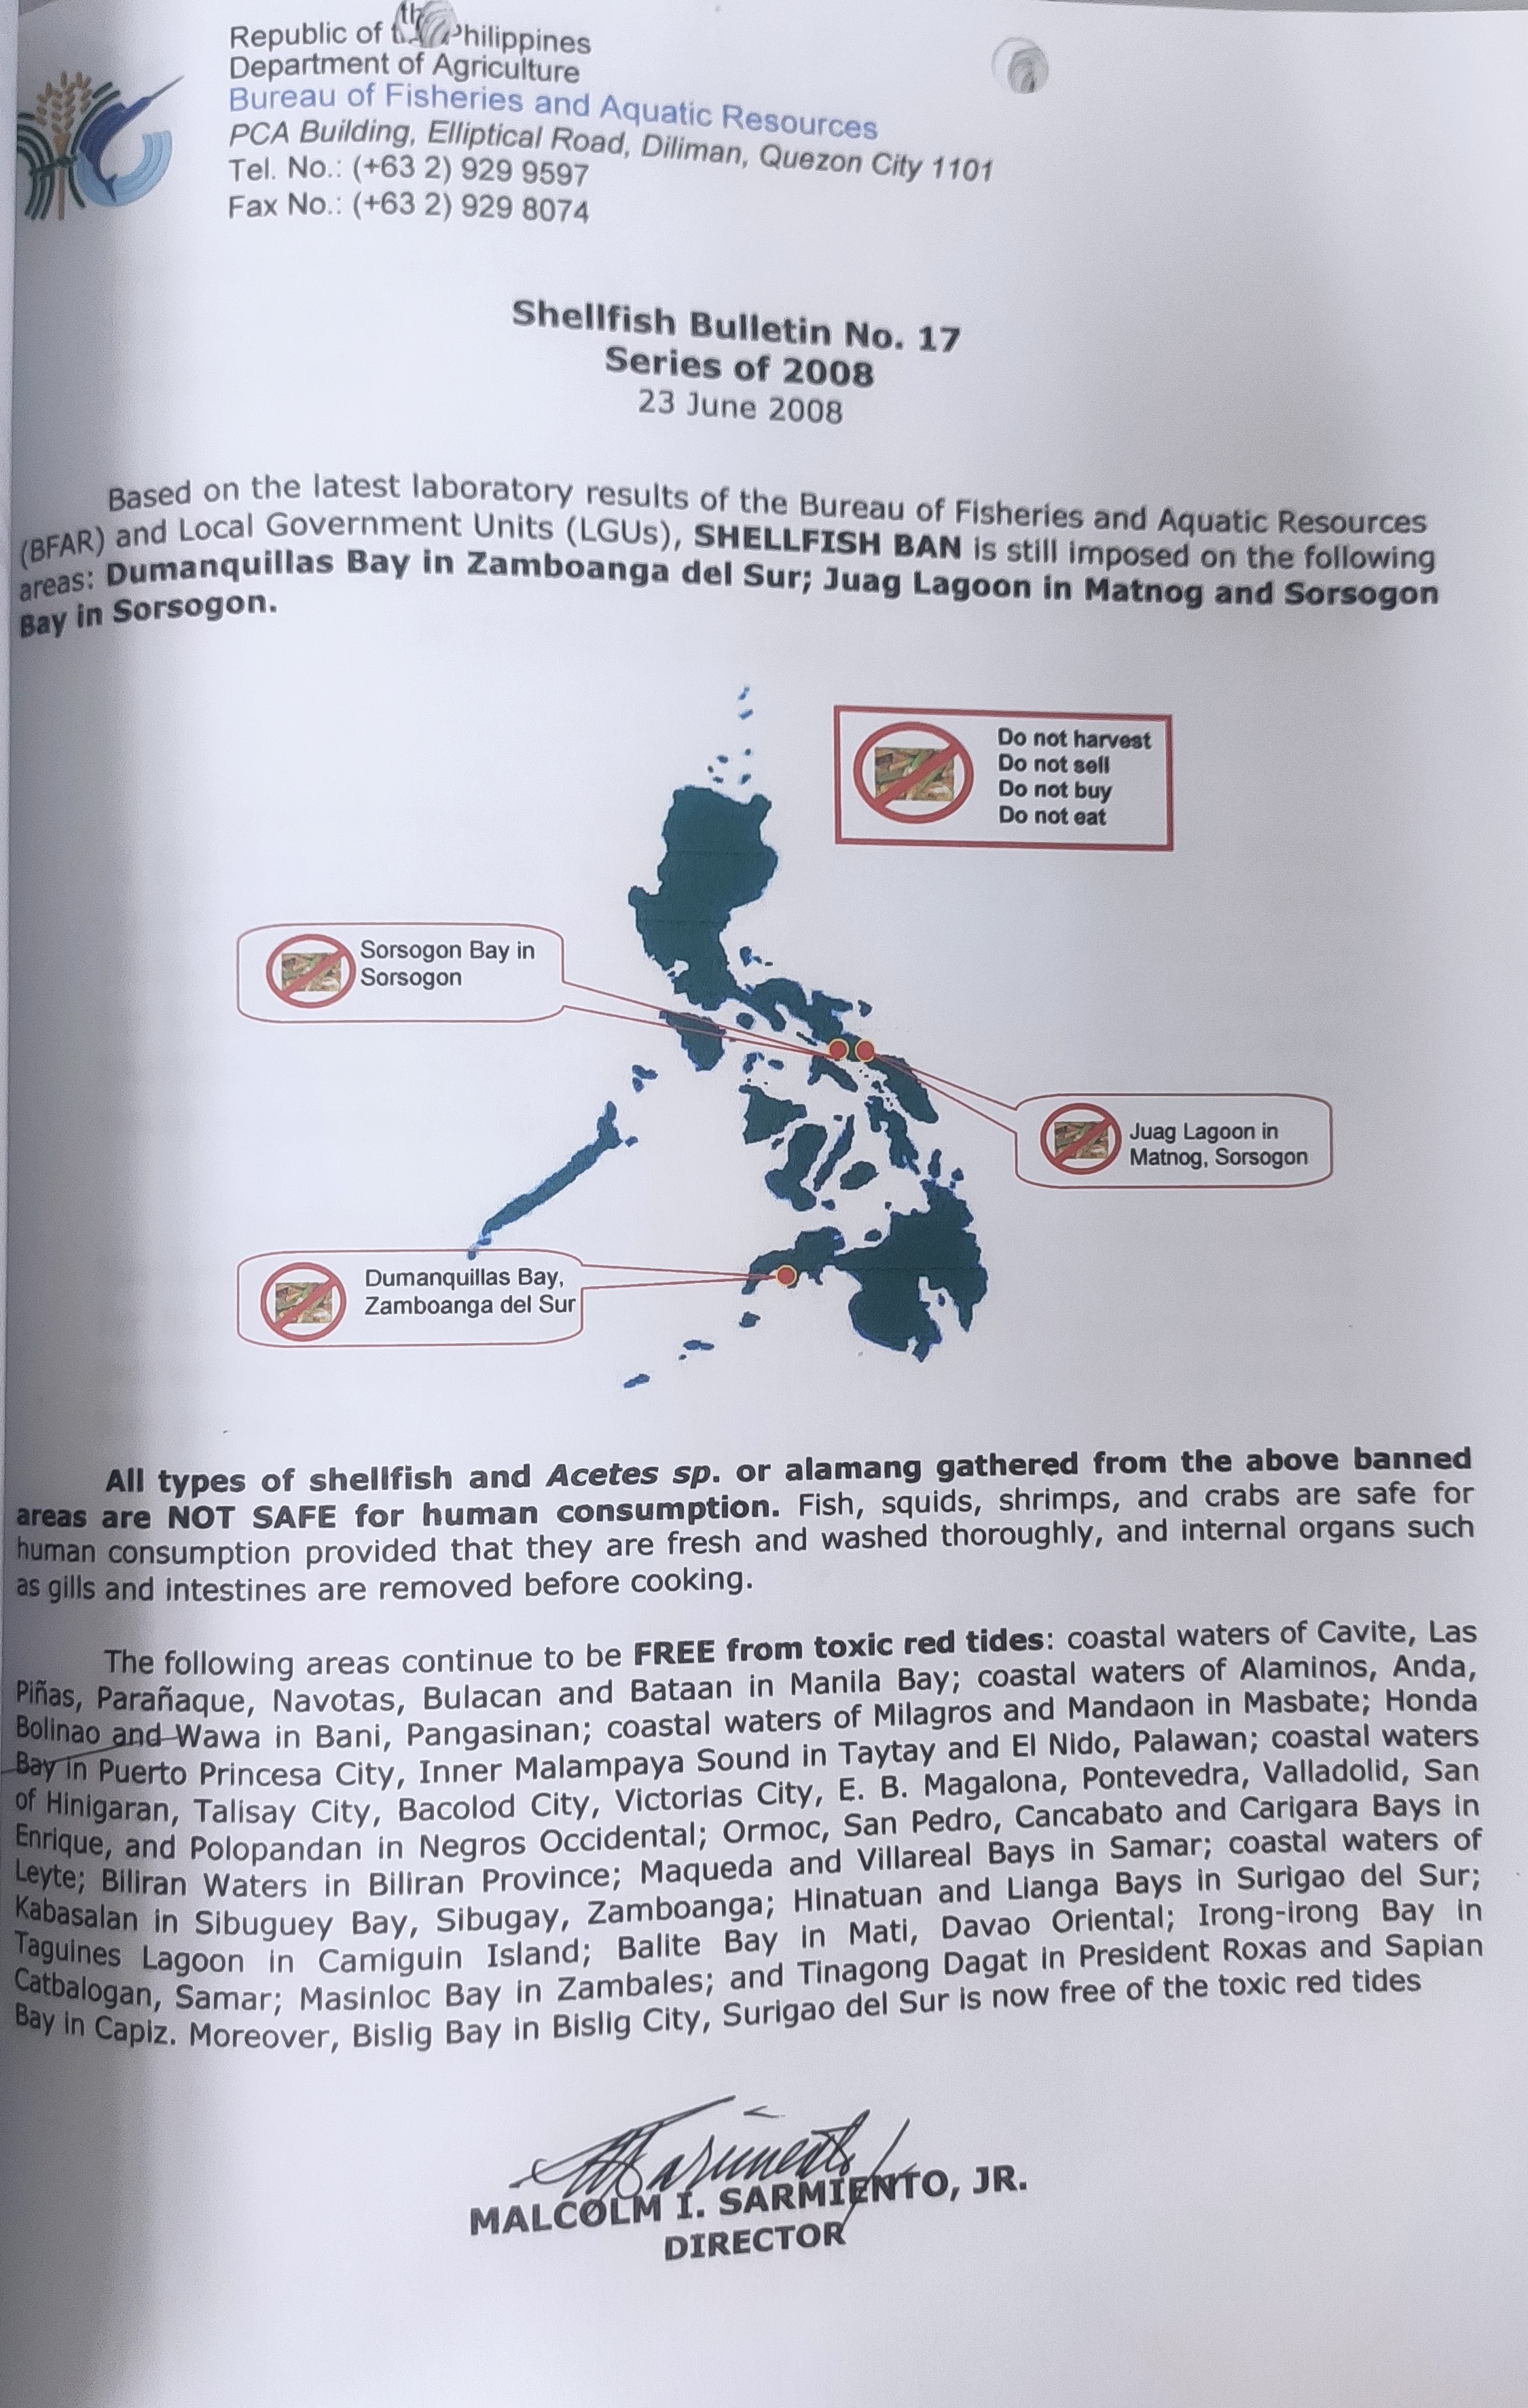 Republic of the Philippines
Department of Agriculture
Bureau of Fisheries and Aquatic Resources
PCA Building, Elliptical Road, Diliman, Quezon City 1101
Tel. No.: (+63 2) 929 9597
Fax No.: (+63 2) 929 8074
Shellfish Bulletin No. 17
Series of 2008
23 June 2008
Based on the latest laboratory results of the Bureau of Fisheries and Aquatic Resources
(BFAR) and Local Government Units (LGUs), SHELLFISH BAN is still imposed on the following
areas: Dumanquillas Bay in Zamboanga del Sur; Juag Lagoon in Matnog and Sorsogon
Bay in Sorsogon.
Do not harvest
Do not sell
Do not buy
Do not eat
Sorsogon Bay in
Sorsogon
Juag Lagoon in
Matnog, Sorsogon
Dumanquillas Bay,
Zamboanga del Sur
All types of shellfish and Acetes sp. or alamang gathered from the above banned
areas are NOT SAFE for human consumption. Fish, squids, shrimps, and crabs are safe for
human consumption provided that they are fresh and washed thoroughly, and internal organs such
as gills and intestines are removed before cooking.
The following areas continue to be FREE from toxic red tides: coastal waters of Cavite, Las
Piñas, Parañaque, Navotas, Bulacan and Bataan in Manila Bay; coastal waters of Alaminos, Anda,
Bolinao and Wawa in Bani, Pangasinan; coastal waters of Milagros and Mandaon in Masbate; Honda
Bay in Puerto Princesa City, Inner Malampaya Sound in Taytay and El Nido, Palawan; coastal waters
of Hinigaran, Talisay City, Bacolod City, Victorias City, E. B. Magalona, Pontevedra, Valladolid, San
Enrique, and Polopandan in Negros Occidental; Ormoc, San Pedro, Cancabato and Carigara Bays in
Leyte; Biliran Waters in Biliran Province; Maqueda and Villareal Bays in Samar; coastal waters of
Kabasalan in Sibuguey Bay, Sibugay, Zamboanga; Hinatuan and Lianga Bays in Surigao del Sur;
Taguines Lagoon in Camiguin Island; Balite Bay in Mati, Davao Oriental; Irong-irong Bay in
Catbalogan, Samar; Masinloc Bay in Zambales; and Tinagong Dagat in President Roxas and Sapian
Bay in Capiz. Moreover, Bislig Bay in Bislig City, Surigao del Sur is now free of the toxic red tides
MALCOLM I. SARMIENTO, JR.
DIRECTOR